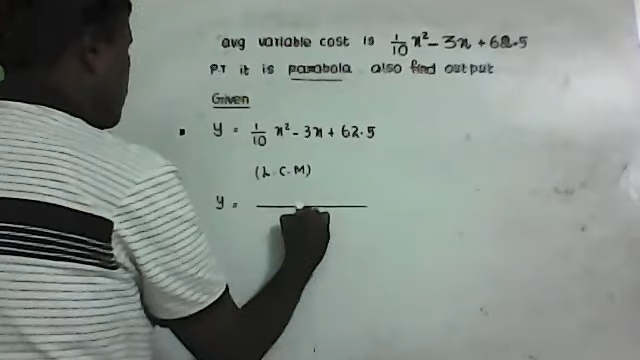 avg variable cost is 1/10 x² - 3x + 62.5
P.T it is parabola also find output
Given
y = 1/10 x² - 3x + 62.5
(L.C.M)
y =